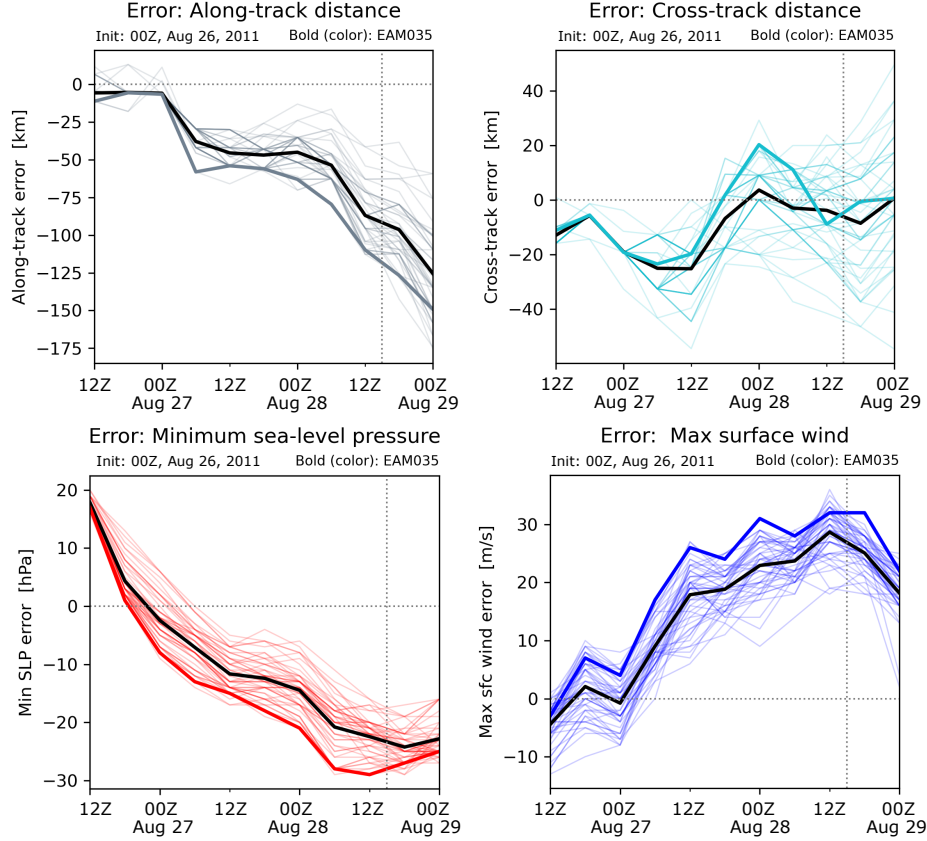 Error: Along-track distance
Init: 00Z, Aug 26, 2011 Bold (color): EAM035
Along-track error [km]
0
−25
−50
−75
−100
−125
−150
−175
12Z 00Z 12Z 00Z 12Z 00Z
Aug 27 Aug 28 Aug 29
Error: Cross-track distance
Init: 00Z, Aug 26, 2011 Bold (color): EAM035
Cross-track error [km]
40
20
0
−20
−40
12Z 00Z 12Z 00Z 12Z 00Z
Aug 27 Aug 28 Aug 29
Error: Minimum sea-level pressure
Init: 00Z, Aug 26, 2011 Bold (color): EAM035
Min SLP error [hPa]
20
10
0
−10
−20
−30
12Z 00Z 12Z 00Z 12Z 00Z
Aug 27 Aug 28 Aug 29
Error: Max surface wind
Init: 00Z, Aug 26, 2011 Bold (color): EAM035
Max sfc wind error [m/s]
30
20
10
0
−10
12Z 00Z 12Z 00Z 12Z 00Z
Aug 27 Aug 28 Aug 29